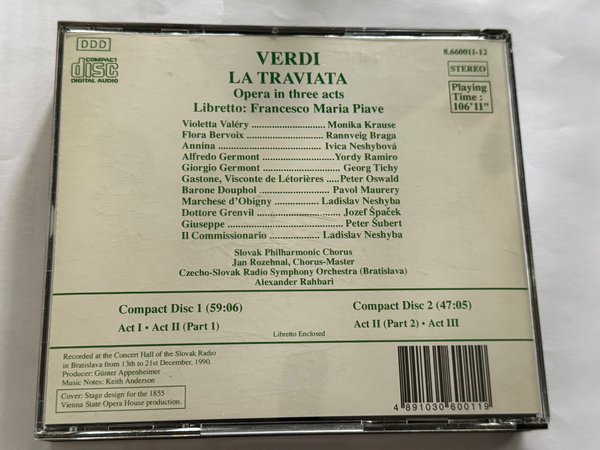 DDD
COMPACT
disc
DIGITAL AUDIO
8.660011-12
STEREO
Playing
Time :
106'11"
VERDI
LA TRAVIATA
Opera in three acts
Libretto: Francesco Maria Piave
Violetta Valéry ........................ Monika Krause
Flora Bervoix ........................ Rannveig Braga
Annina ........................ Ivica Neshybová
Alfredo Germont ........................ Yordy Ramiro
Giorgio Germont ........................ Georg Tichy
Gastone, Visconte de Létorières ..... Peter Oswald
Barone Douphol ........................ Pavol Maurery
Marchese d'Obigny .............. Ladislav Neshyba
Dottore Grenvil ........................ Jozef Špaček
Giuseppe ........................ Peter Šubert
Il Commissionario .............. Ladislav Neshyba
Slovak Philharmonic Chorus
Jan Rozehnal, Chorus-Master
Czecho-Slovak Radio Symphony Orchestra (Bratislava)
Alexander Rahbari
Compact Disc 1 (59:06)
Act I • Act II (Part 1)
Libretto Enclosed
Compact Disc 2 (47:05)
Act II (Part 2) • Act III
Recorded at the Concert Hall of the Slovak Radio
in Bratislava from 13th to 21st December, 1990.
Producer: Günter Appenheimer
Music Notes: Keith Anderson
Cover: Stage design for the 1855
Vienna State Opera House production.
4 891030 600119